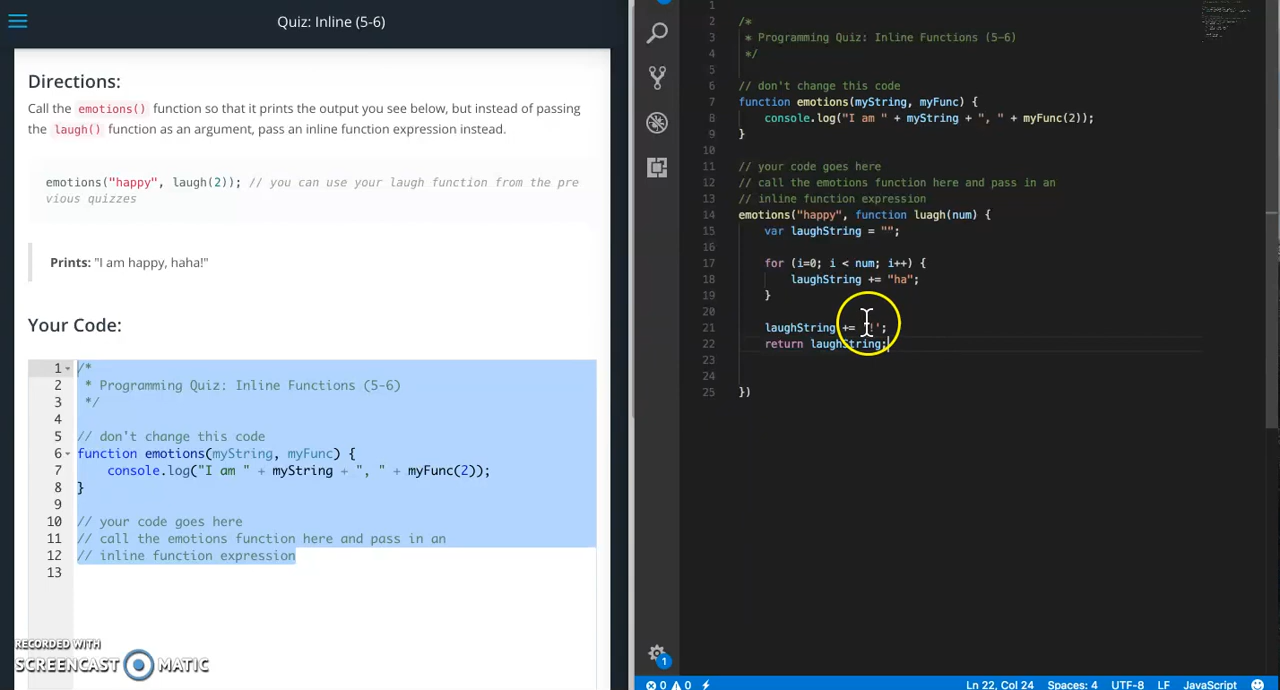 Quiz: Inline (5-6)
Directions:
Call the emotions() function so that it prints the output you see below, but instead of passing
the laugh() function as an argument, pass an inline function expression instead.
emotions("happy", laugh(2)); // you can use your laugh function from the pre
vious quizzes
Prints: "I am happy, haha!"
Your Code:
1 /*
2 * Programming Quiz: Inline Functions (5-6)
3 */
4
5 // don't change this code
6 function emotions(myString, myFunc) {
7 console.log("I am " + myString + ", " + myFunc(2));
8 }
9
10 // your code goes here
11 // call the emotions function here and pass in an
12 // inline function expression
13
RECORDED WITH
SCREENCAST MATIC
1
2 /*
3 * Programming Quiz: Inline Functions (5-6)
4 */
5
6 // don't change this code
7 function emotions(myString, myFunc) {
8 console.log("I am " + myString + ", " + myFunc(2));
9 }
10
11 // your code goes here
12 // call the emotions function here and pass in an
13 // inline function expression
14 emotions("happy", function luagh(num) {
15 var laughString = "";
16
17 for (i=0; i < num; i++) {
18 laughString += "ha";
19 }
20
21 laughString += '!';
22 return laughString;
23
24
25 })
1
0 0 Ln 22, Col 24 Spaces: 4 UTF-8 LF JavaScript